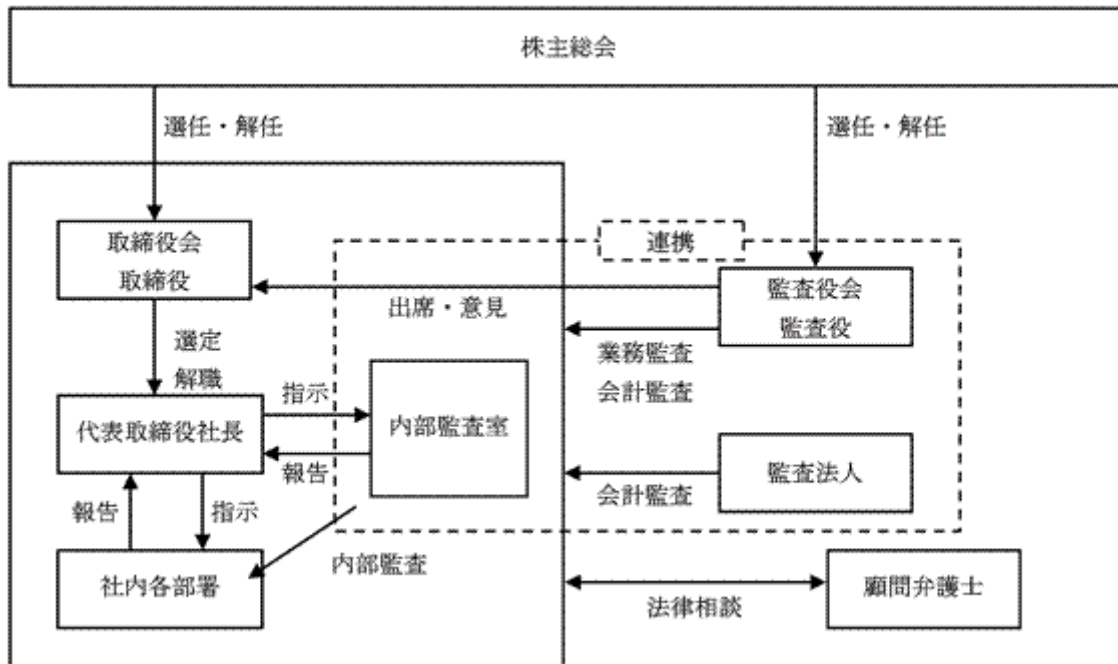 株主総会
選任・解任
選任・解任
取締役会
取締役
連携
監査役会
監査役
出席・意見
選定
解職
業務監査
会計監査
指示
代表取締役社長
内部監査室
報告
監査法人
会計監査
報告
指示
内部監査
社内各部署
法律相談
顧問弁護士